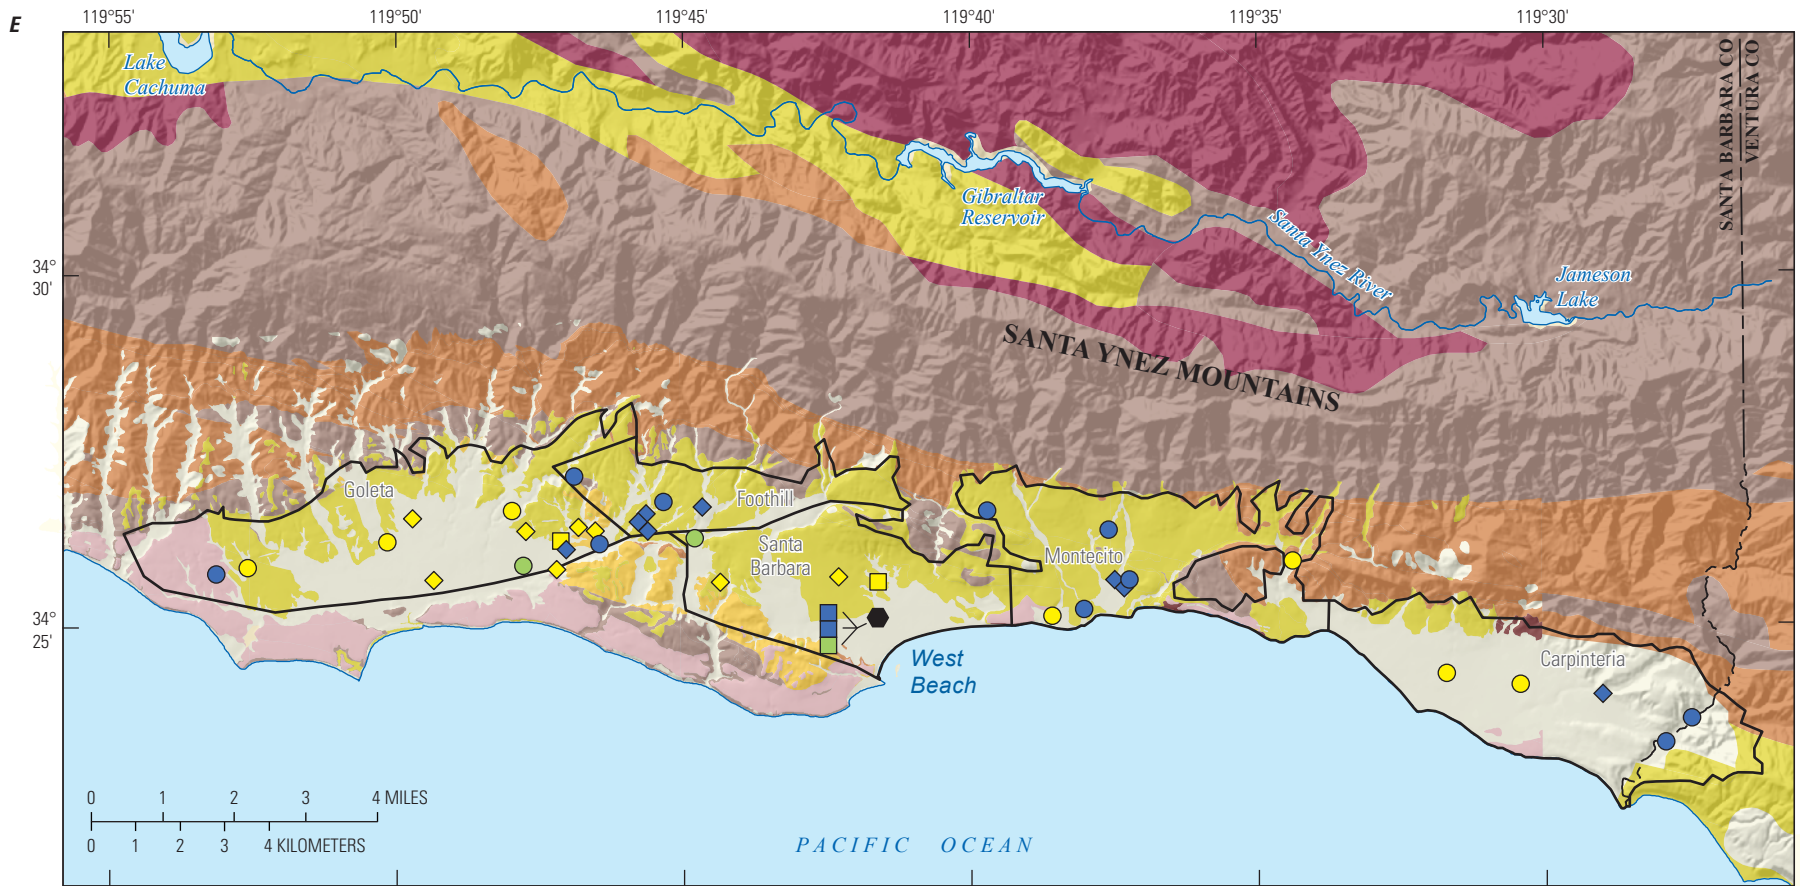 E
119°55' 119°50' 119°45' 119°40' 119°35' 119°30'
Lake
Cachuma
SANTA BARBARA CO
VENTURA CO
Gibraltar
Reservoir
Santa Ynez River
34°
30'
Jameson
Lake
SANTA YNEZ MOUNTAINS
Goleta
Foothill
Santa
Barbara
Montecito
34°
25'
West
Beach
Carpinteria
0 1 2 3 4 MILES
0 1 2 3 4 KILOMETERS
PACIFIC OCEAN